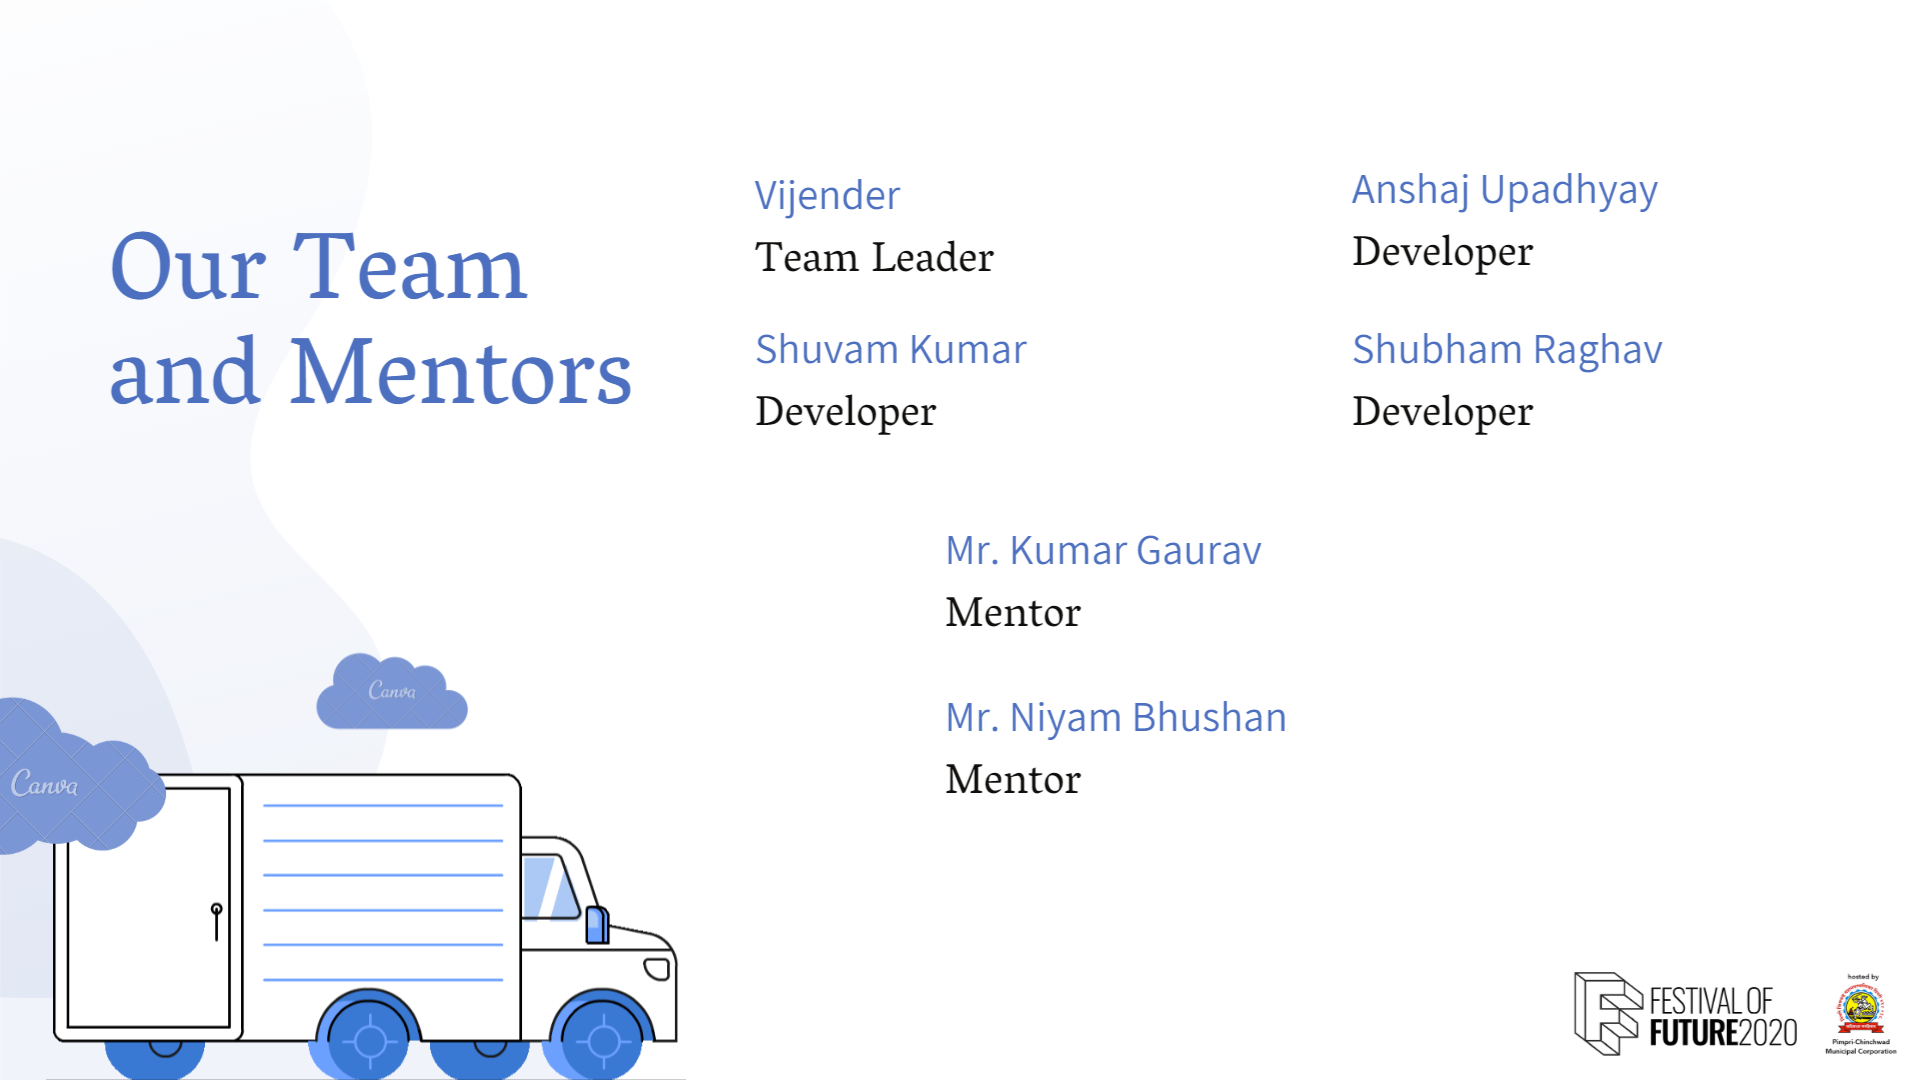 Our Team
and Mentors
Vijender
Team Leader
Anshaj Upadhyay
Developer
Shuvam Kumar
Developer
Shubham Raghav
Developer
Mr. Kumar Gaurav
Mentor
Mr. Niyam Bhushan
Mentor
Canva
Canva
FESTIVAL OF
FUTURE2020
hosted by
Pimpri-Chinchwad
Municipal Corporation